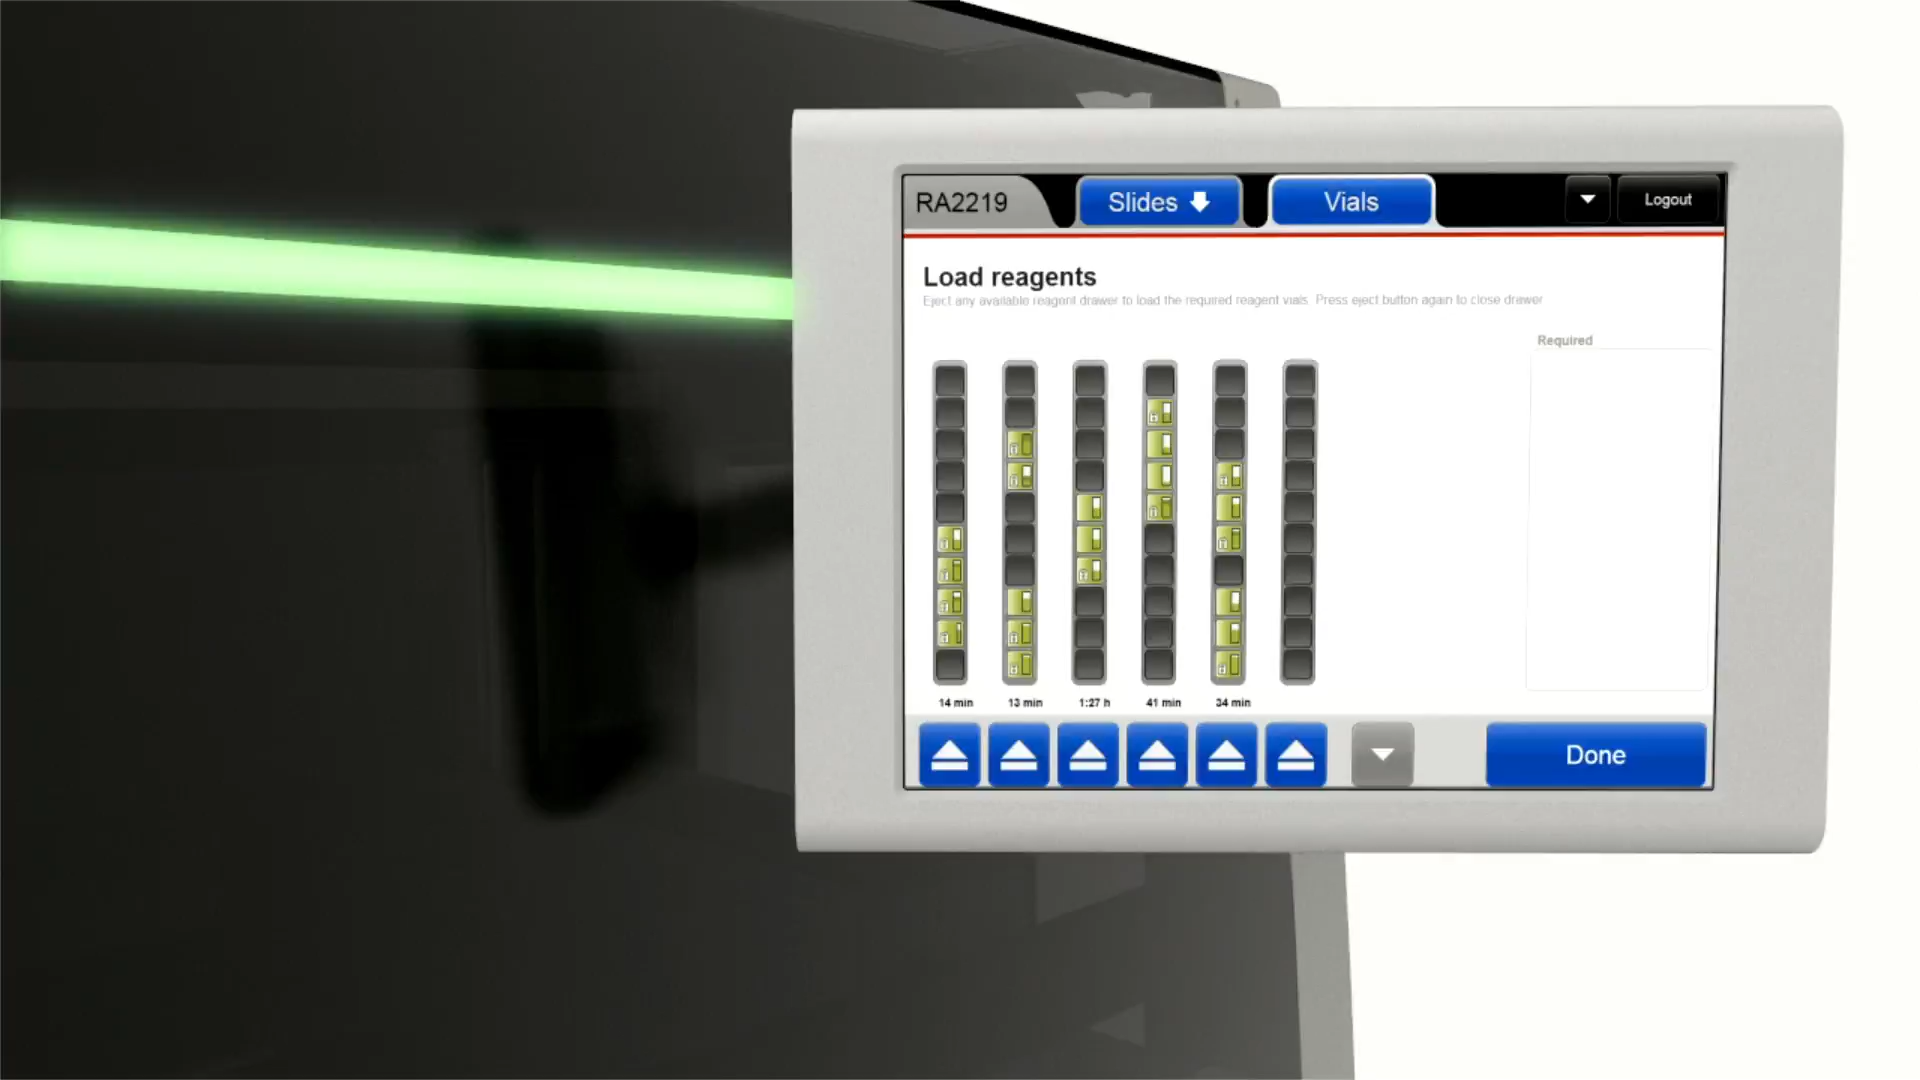 RA2219
Slides
Vials
Logout
Load reagents
Eject any available reagent drawer to load the required reagent vials. Press eject button again to close drawer
Required
14 min
13 min
1:27 h
41 min
34 min
Done